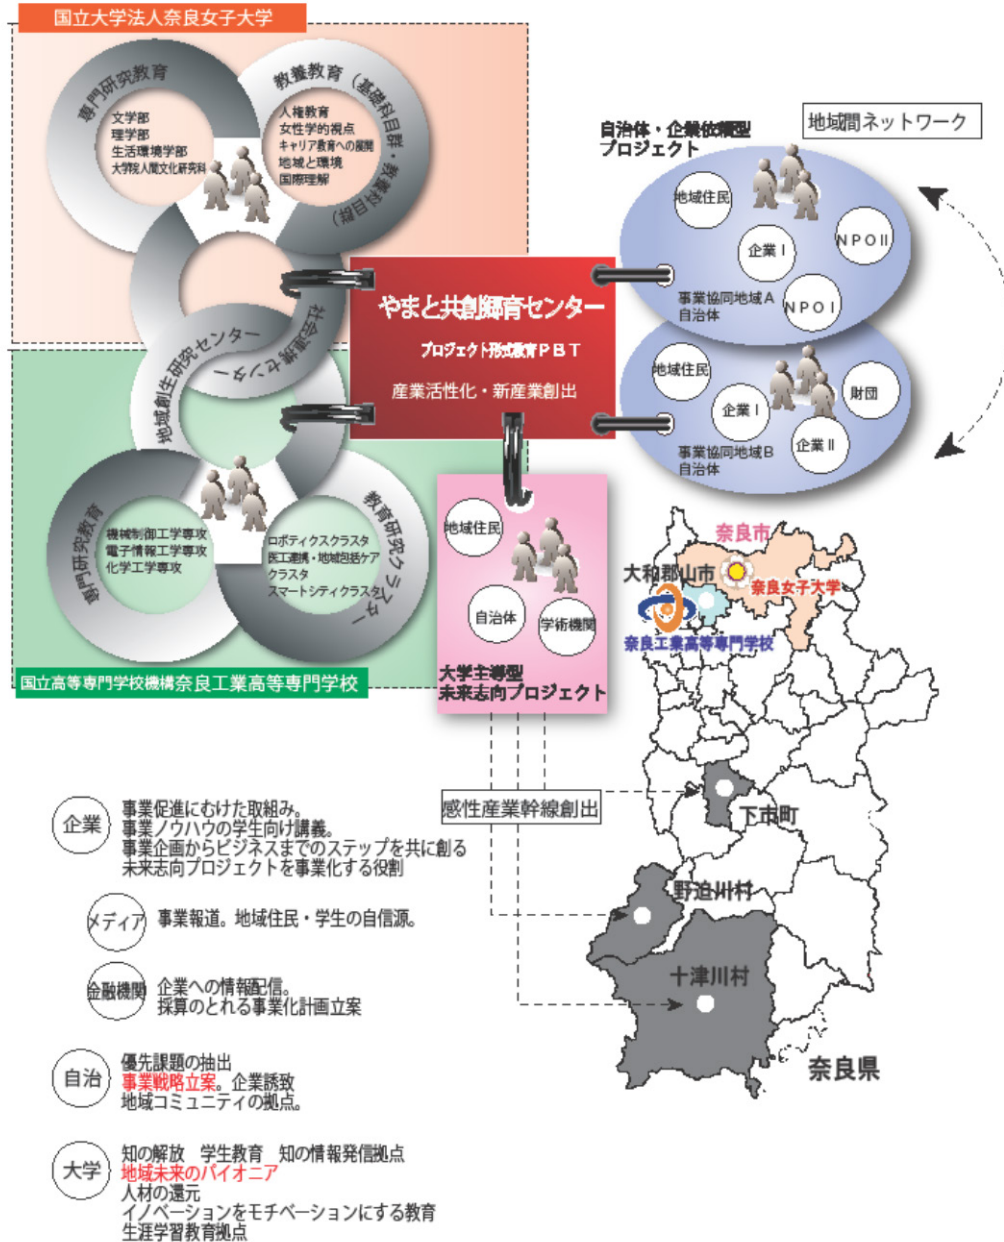 国立大学法人奈良女子大学
専門研究教育
文学部
理学部
生活環境学部
大学院人間文化研究科
教養教育（基礎科目群・教養科目群）
人権教育
女性学的視点
キャリア教育への展開
地域と環境
国際理解
地域創生研究センター
社会連携センター
専門研究教育
機械制御工学専攻
電子情報工学専攻
化学工学専攻
教育研究クラスター
ロボティクスクラスタ
医工連携・地域包括ケア
クラスタ
スマートシティクラスタ
国立高等専門学校機構奈良工業高等専門学校
やまと共創郷育センター
プロジェクト形式教育ＰＢＴ
産業活性化・新産業創出
自治体・企業依頼型
プロジェクト
地域間ネットワーク
地域住民
企業Ⅰ
ＮＰＯⅡ
ＮＰＯⅠ
事業協同地域Ａ
自治体
地域住民
企業Ⅰ
財団
企業Ⅱ
事業協同地域Ｂ
自治体
地域住民
自治体
学術機関
大学主導型
未来志向プロジェクト
感性産業幹線創出
奈良市
大和郡山市
奈良女子大学
奈良工業高等専門学校
下市町
野迫川村
十津川村
奈良県
企業
事業促進にむけた取組み。
事業ノウハウの学生向け講義。
事業企画からビジネスまでのステップを共に創る
未来志向プロジェクトを事業化する役割
メディア
事業報道。地域住民・学生の自信源。
金融機関
企業への情報配信。
採算のとれる事業化計画立案
自治
優先課題の抽出
事業戦略立案。企業誘致
地域コミュニティの拠点。
大学
知の解放　学生教育　知の情報発信拠点
地域未来のパイオニア
人材の還元
イノベーションをモチベーションにする教育
生涯学習教育拠点